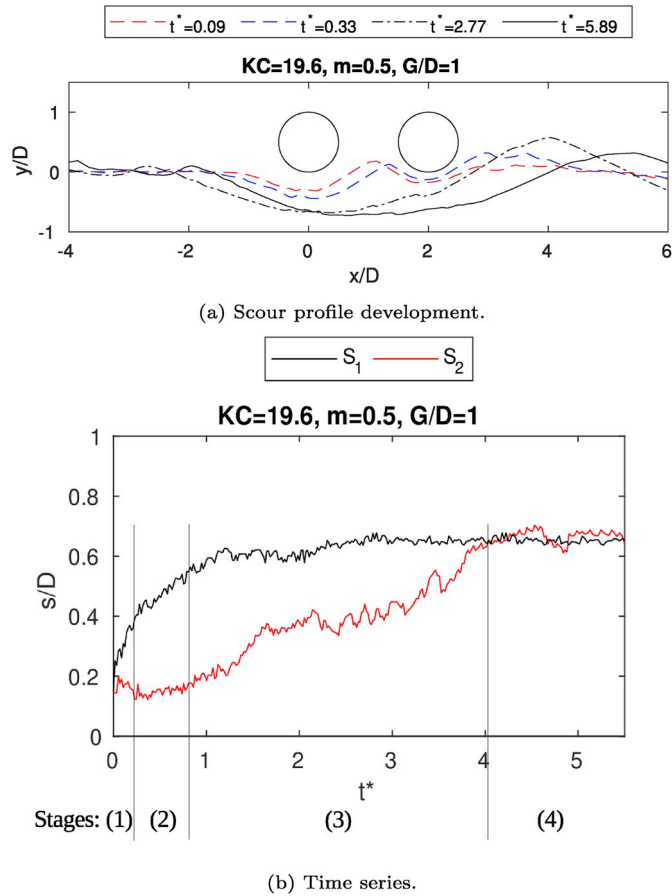 t*=0.09 t*=0.33 t*=2.77 t*=5.89
KC=19.6, m=0.5, G/D=1
1
0
-1
y/D
-4 -2 0 2 4 6
x/D
(a) Scour profile development.
S1 S2
KC=19.6, m=0.5, G/D=1
1
0.8
0.6
0.4
0.2
0
s/D
0 1 2 3 4 5
t*
Stages: (1) (2) (3) (4)
(b) Time series.